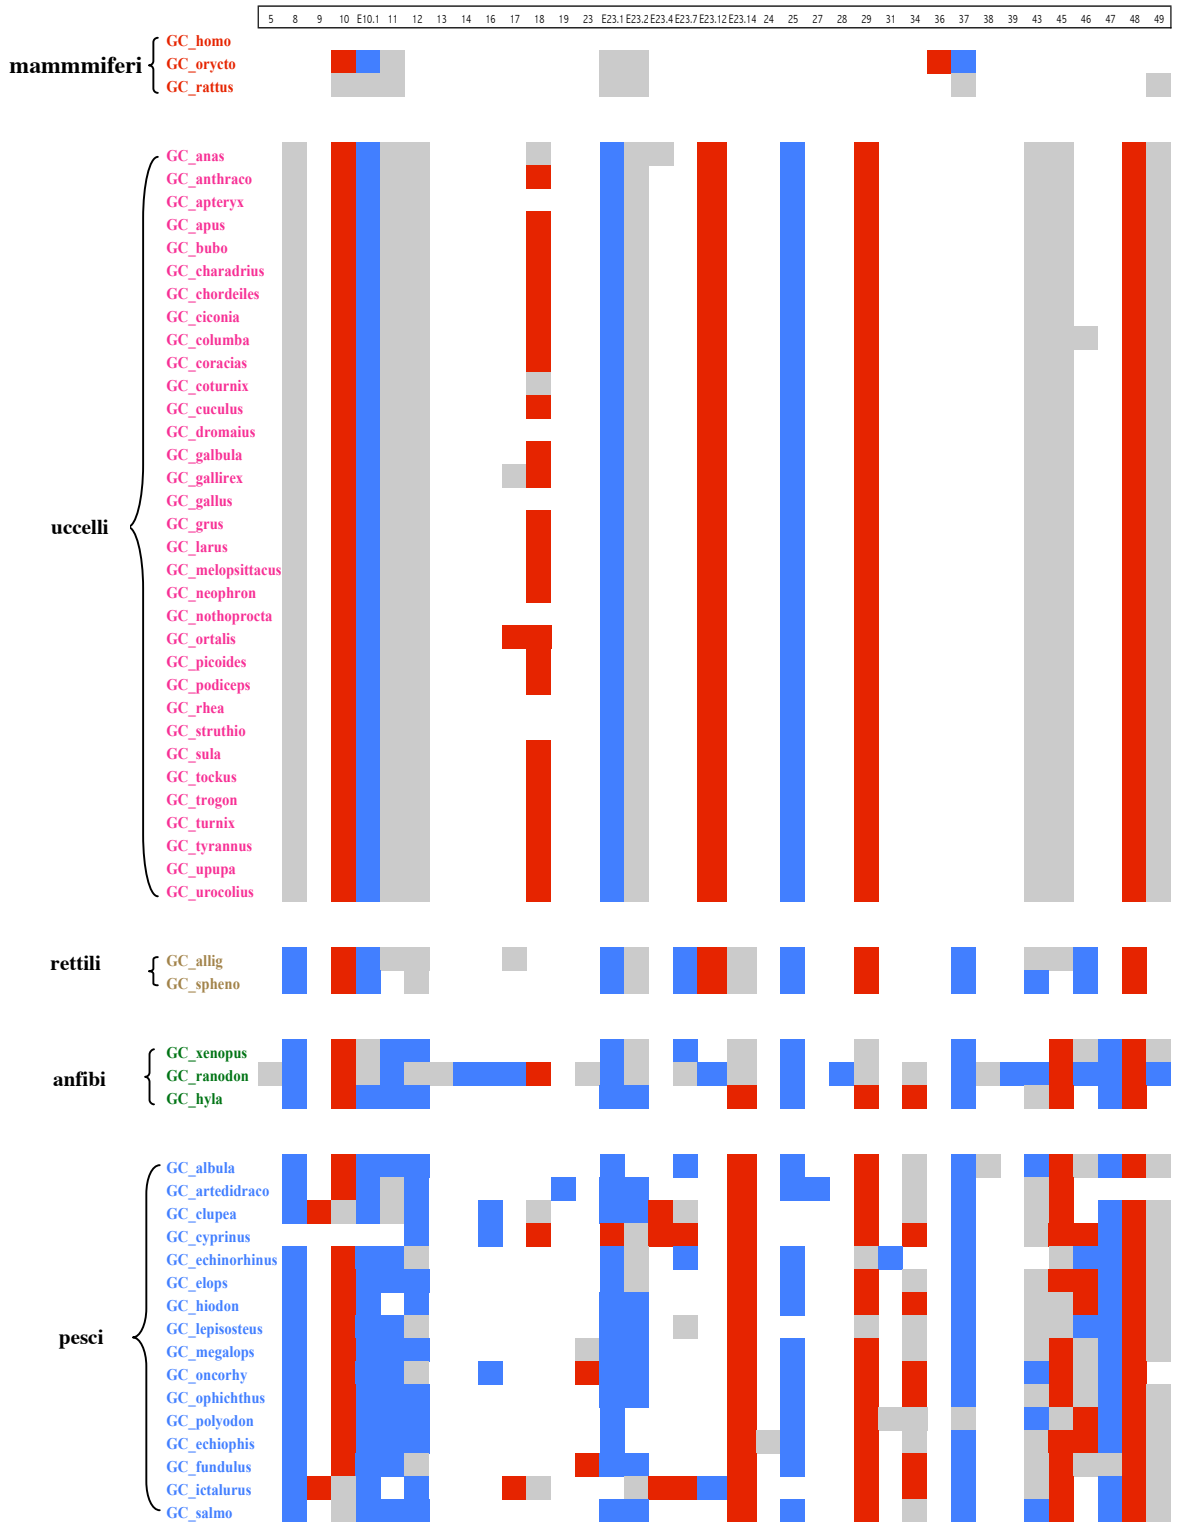 5 8 9 10 E10.1 11 12 13 14 16 17 18 19 23 E23.1 E23.2 E23.4 E23.7 E23.12 E23.14 24 25 27 28 29 31 34 36 37 38 39 43 45 46 47 48 49
GC_homo
mammmiferi GC_orycto
GC_rattus
GC_anas
GC_anthraco
GC_apteryx
GC_apus
GC_bubo
GC_charadrius
GC_chordeiles
GC_ciconia
GC_columba
GC_coracias
GC_coturnix
GC_cuculus
GC_dromaius
GC_galbula
GC_gallirex
GC_gallus
uccelli GC_grus
GC_larus
GC_melopsittacus
GC_neophron
GC_nothoprocta
GC_ortalis
GC_picoides
GC_podiceps
GC_rhea
GC_struthio
GC_sula
GC_tockus
GC_trogon
GC_turnix
GC_tyrannus
GC_upupa
GC_urocolius
rettili GC_allig
GC_spheno
GC_xenopus
anfibi GC_ranodon
GC_hyla
GC_albula
GC_artedidraco
GC_clupea
GC_cyprinus
GC_echinorhinus
GC_elops
GC_hiodon
pesci GC_lepisosteus
GC_megalops
GC_oncorhy
GC_ophichthus
GC_polyodon
GC_echiophis
GC_fundulus
GC_ictalurus
GC_salmo